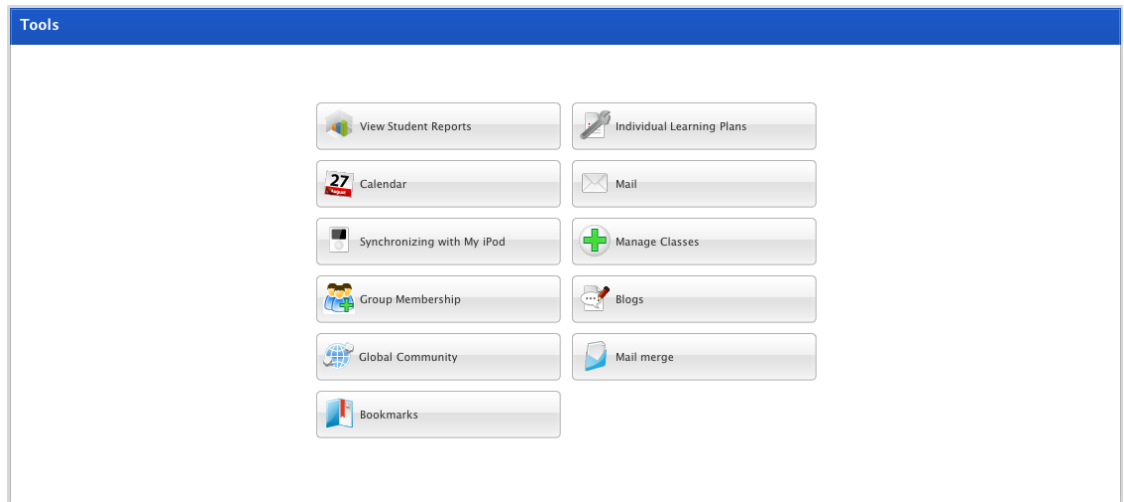 Tools
View Student Reports
Individual Learning Plans
27
August
Calendar
Mail
Synchronizing with My iPod
Manage Classes
Group Membership
Blogs
Global Community
Mail merge
Bookmarks